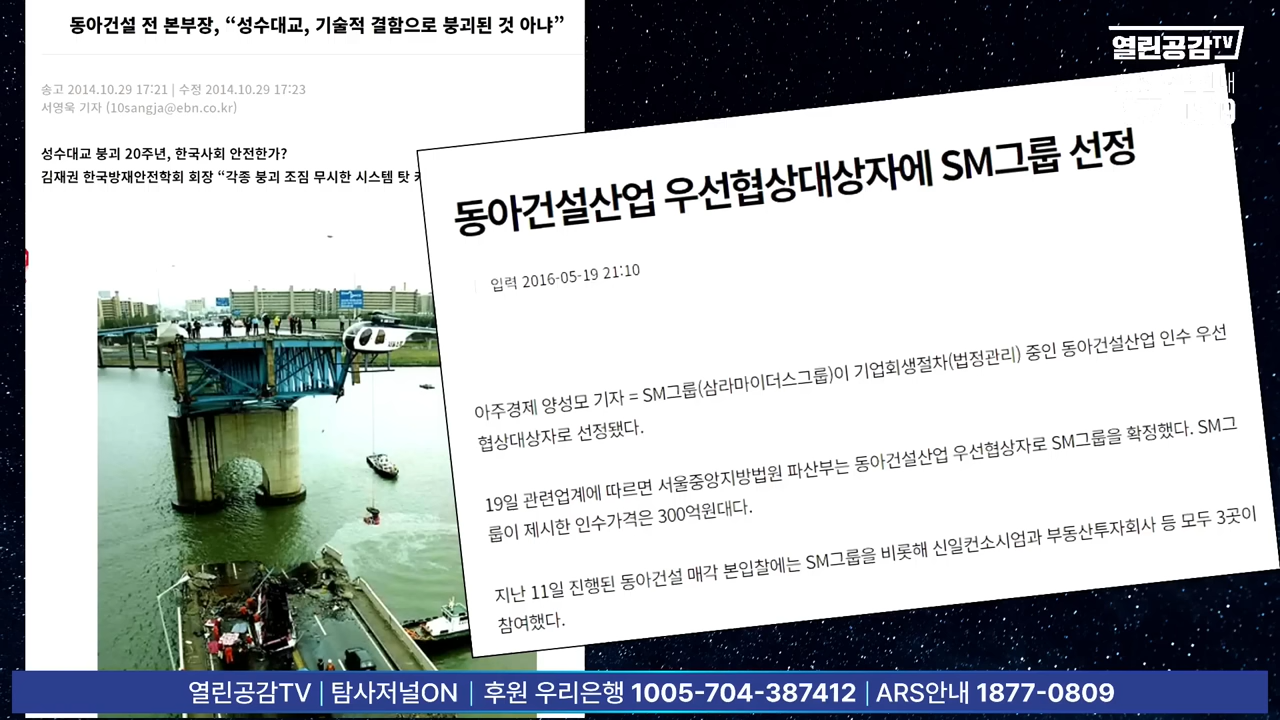 동아건설 전 본부장, “성수대교, 기술적 결함으로 붕괴된 것 아냐”
송고 2014.10.29 17:21 | 수정 2014.10.29 17:23
서영욱 기자 (10sangja@ebn.co.kr)
성수대교 붕괴 20주년, 한국사회 안전한가?
김재권 한국방재안전학회 회장 “각종 붕괴 조짐 무시한 시스템 탓
열린공감TV
동아건설산업 우선협상대상자에 SM그룹 선정
입력 2016-05-19 21:10
아주경제 양성모 기자 = SM그룹(삼라마이더스그룹)이 기업회생절차(법정관리) 중인 동아건설산업 인수 우선
협상대상자로 선정됐다.
19일 관련업계에 따르면 서울중앙지방법원 파산부는 동아건설산업 우선협상자로 SM그룹을 확정했다. SM그
룹이 제시한 인수가격은 300억원대다.
지난 11일 진행된 동아건설 매각 본입찰에는 SM그룹을 비롯해 신일컨소시엄과 부동산투자회사 등 모두 3곳이
참여했다.
열린공감TV | 탐사저널ON | 후원 우리은행 1005-704-387412 | ARS안내 1877-0809